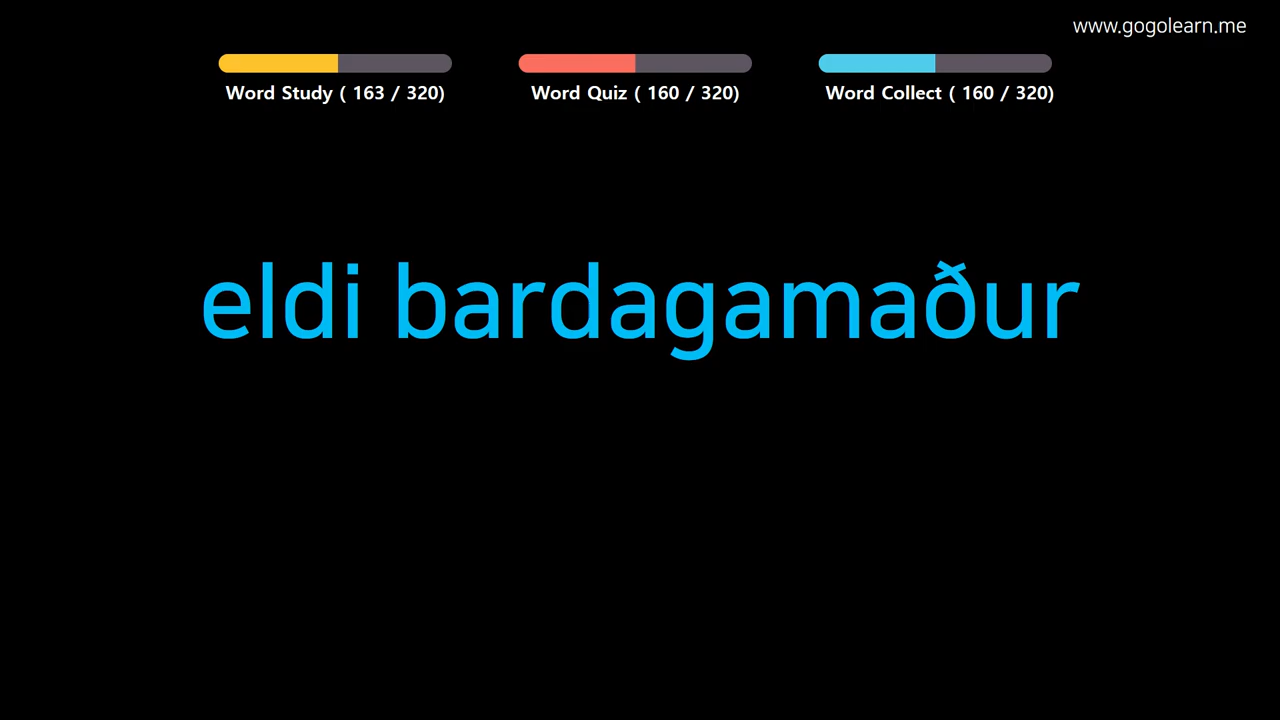 www.gogolearn.me
Word Study ( 163 / 320)
Word Quiz ( 160 / 320)
Word Collect ( 160 / 320)
eldi bardagamaður